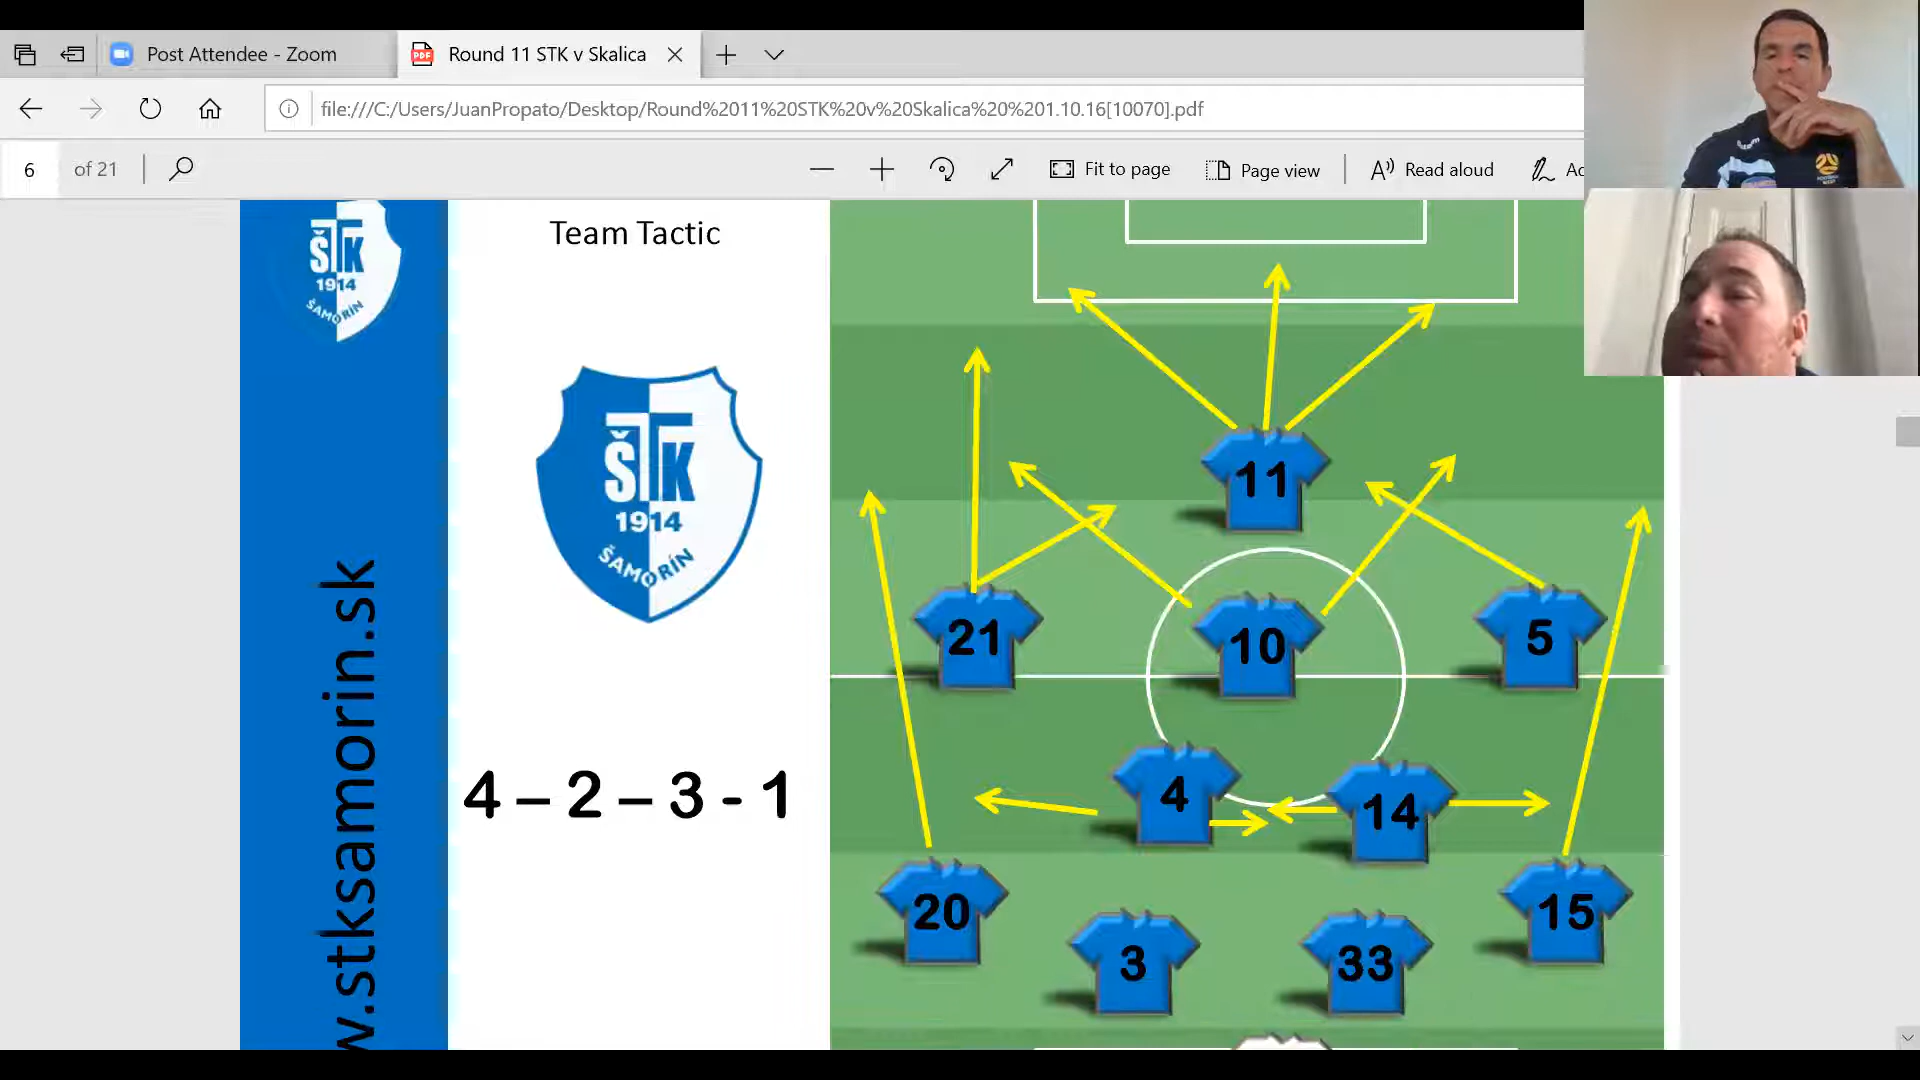 Post Attendee - Zoom
Round 11 STK v Skalica
file:///C:/Users/JuanPropato/Desktop/Round%2011%20STK%20v%20Skalica%20%201.10.16[10070].pdf
6 of 21
Fit to page
Page view
Read aloud
Ac
ŠTK
1914
ŠAMORÍN
w.stksamorin.sk
Team Tactic
ŠTK
1914
ŠAMORÍN
4 – 2 – 3 - 1
11
21
10
5
4
14
20
15
3
33